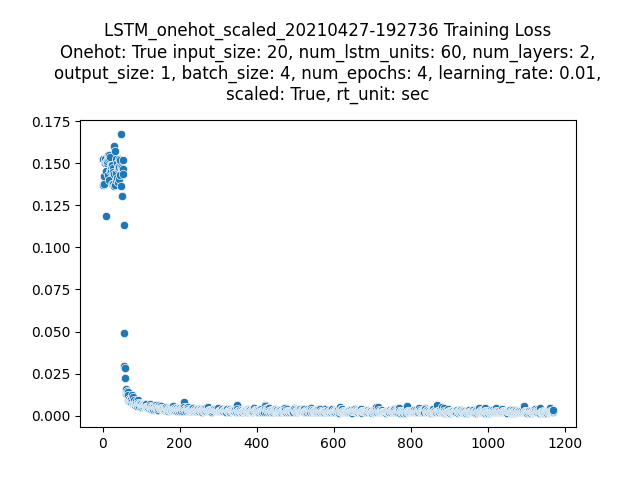 LSTM_onehot_scaled_20210427-192736 Training Loss
Onehot: True input_size: 20, num_lstm_units: 60, num_layers: 2,
output_size: 1, batch_size: 4, num_epochs: 4, learning_rate: 0.01,
scaled: True, rt_unit: sec
0.175
0.150
0.125
0.100
0.075
0.050
0.025
0.000
0 200 400 600 800 1000 1200